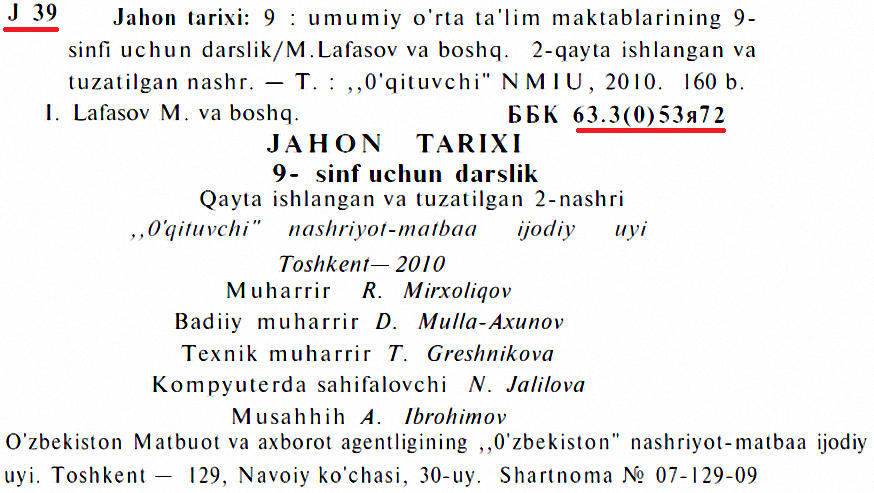 J 39 Jahon tarixi: 9 : umumiy o'rta ta'lim maktablarining 9-
sinfi uchun darslik/M.Lafasov va boshq. 2-qayta ishlangan va
tuzatilgan nashr. — T. : ,,0'qituvchi" NMIU, 2010. 160 b.
I. Lafasov M. va boshq. ББК 63.3(0)53я72
JAHON TARIXI
9- sinf uchun darslik
Qayta ishlangan va tuzatilgan 2-nashri
,,0'qituvchi" nashriyot-matbaa ijodiy uyi
Toshkent— 2010
Muharrir R. Mirxoliqov
Badiiy muharrir D. Mulla-Axunov
Texnik muharrir T. Greshnikova
Kompyuterda sahifalovchi N. Jalilova
Musahhih A. Ibrohimov
O'zbekiston Matbuot va axborot agentligining ,,0'zbekiston" nashriyot-matbaa ijodiy
uyi. Toshkent — 129, Navoiy ko'chasi, 30-uy. Shartnoma № 07-129-09